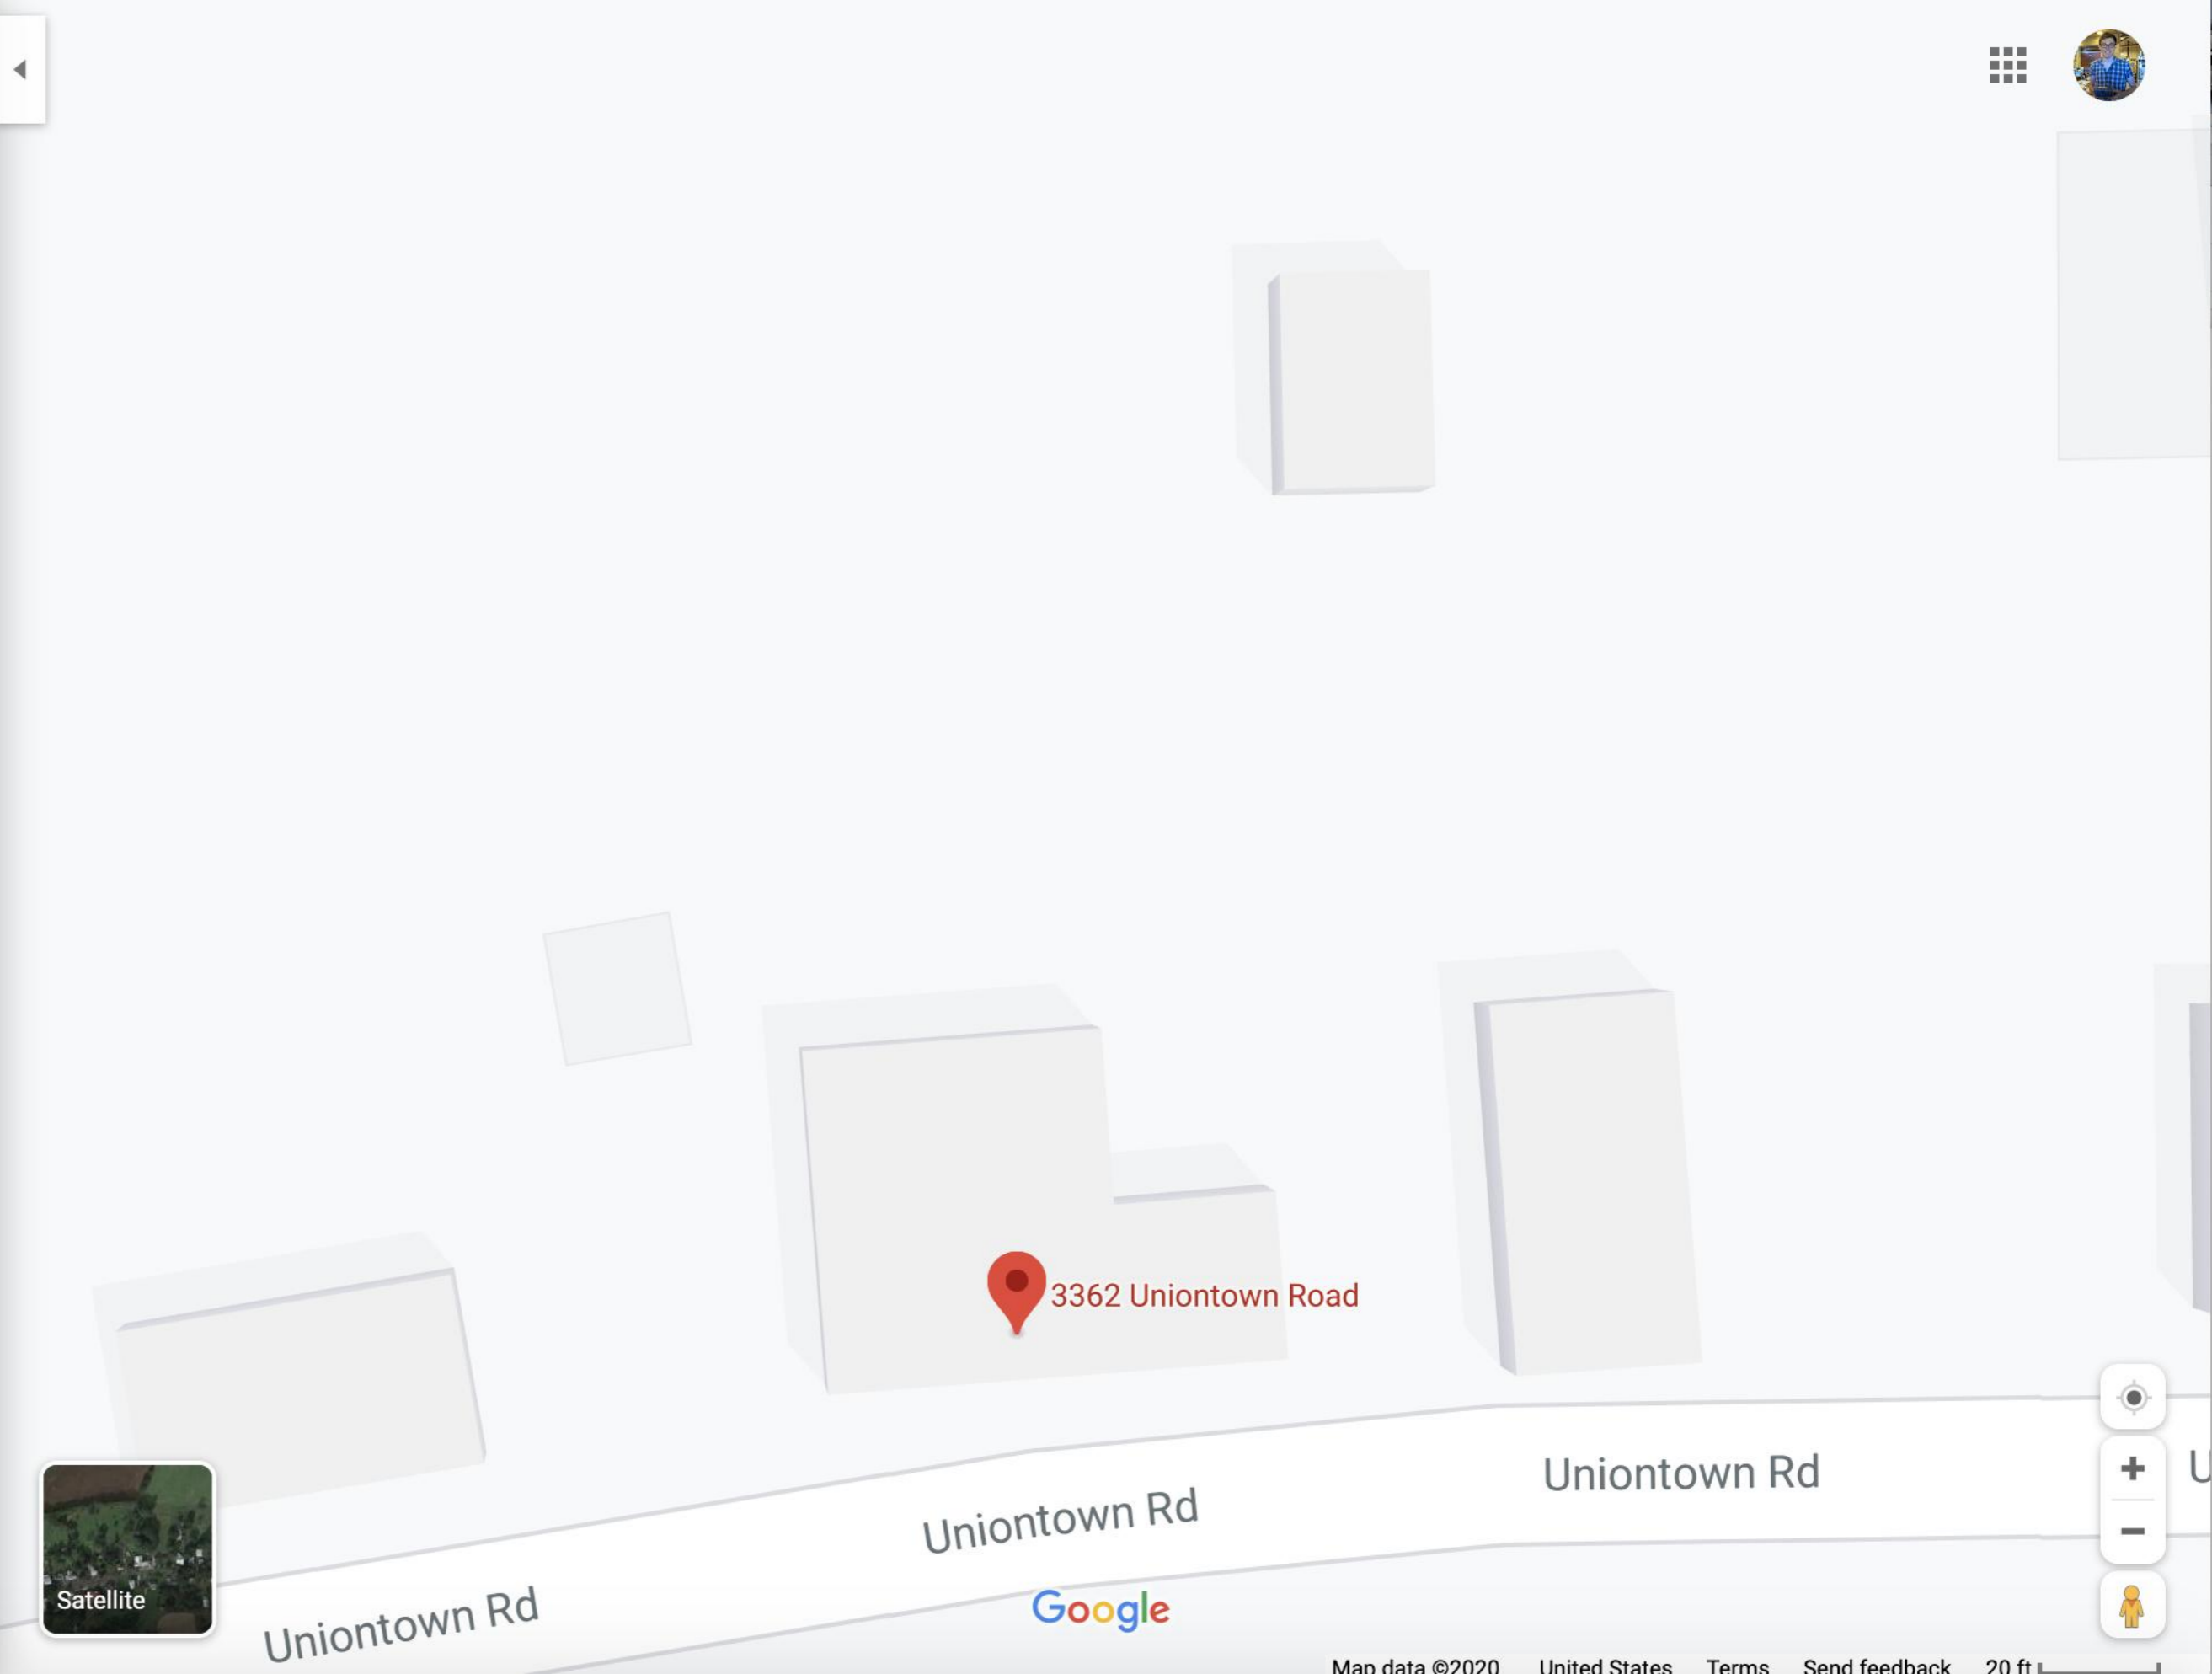 3362 Uniontown Road
Uniontown Rd
Uniontown Rd
Uniontown Rd
Satellite
Google
Map data ©2020 United States Terms Send feedback 20 ft